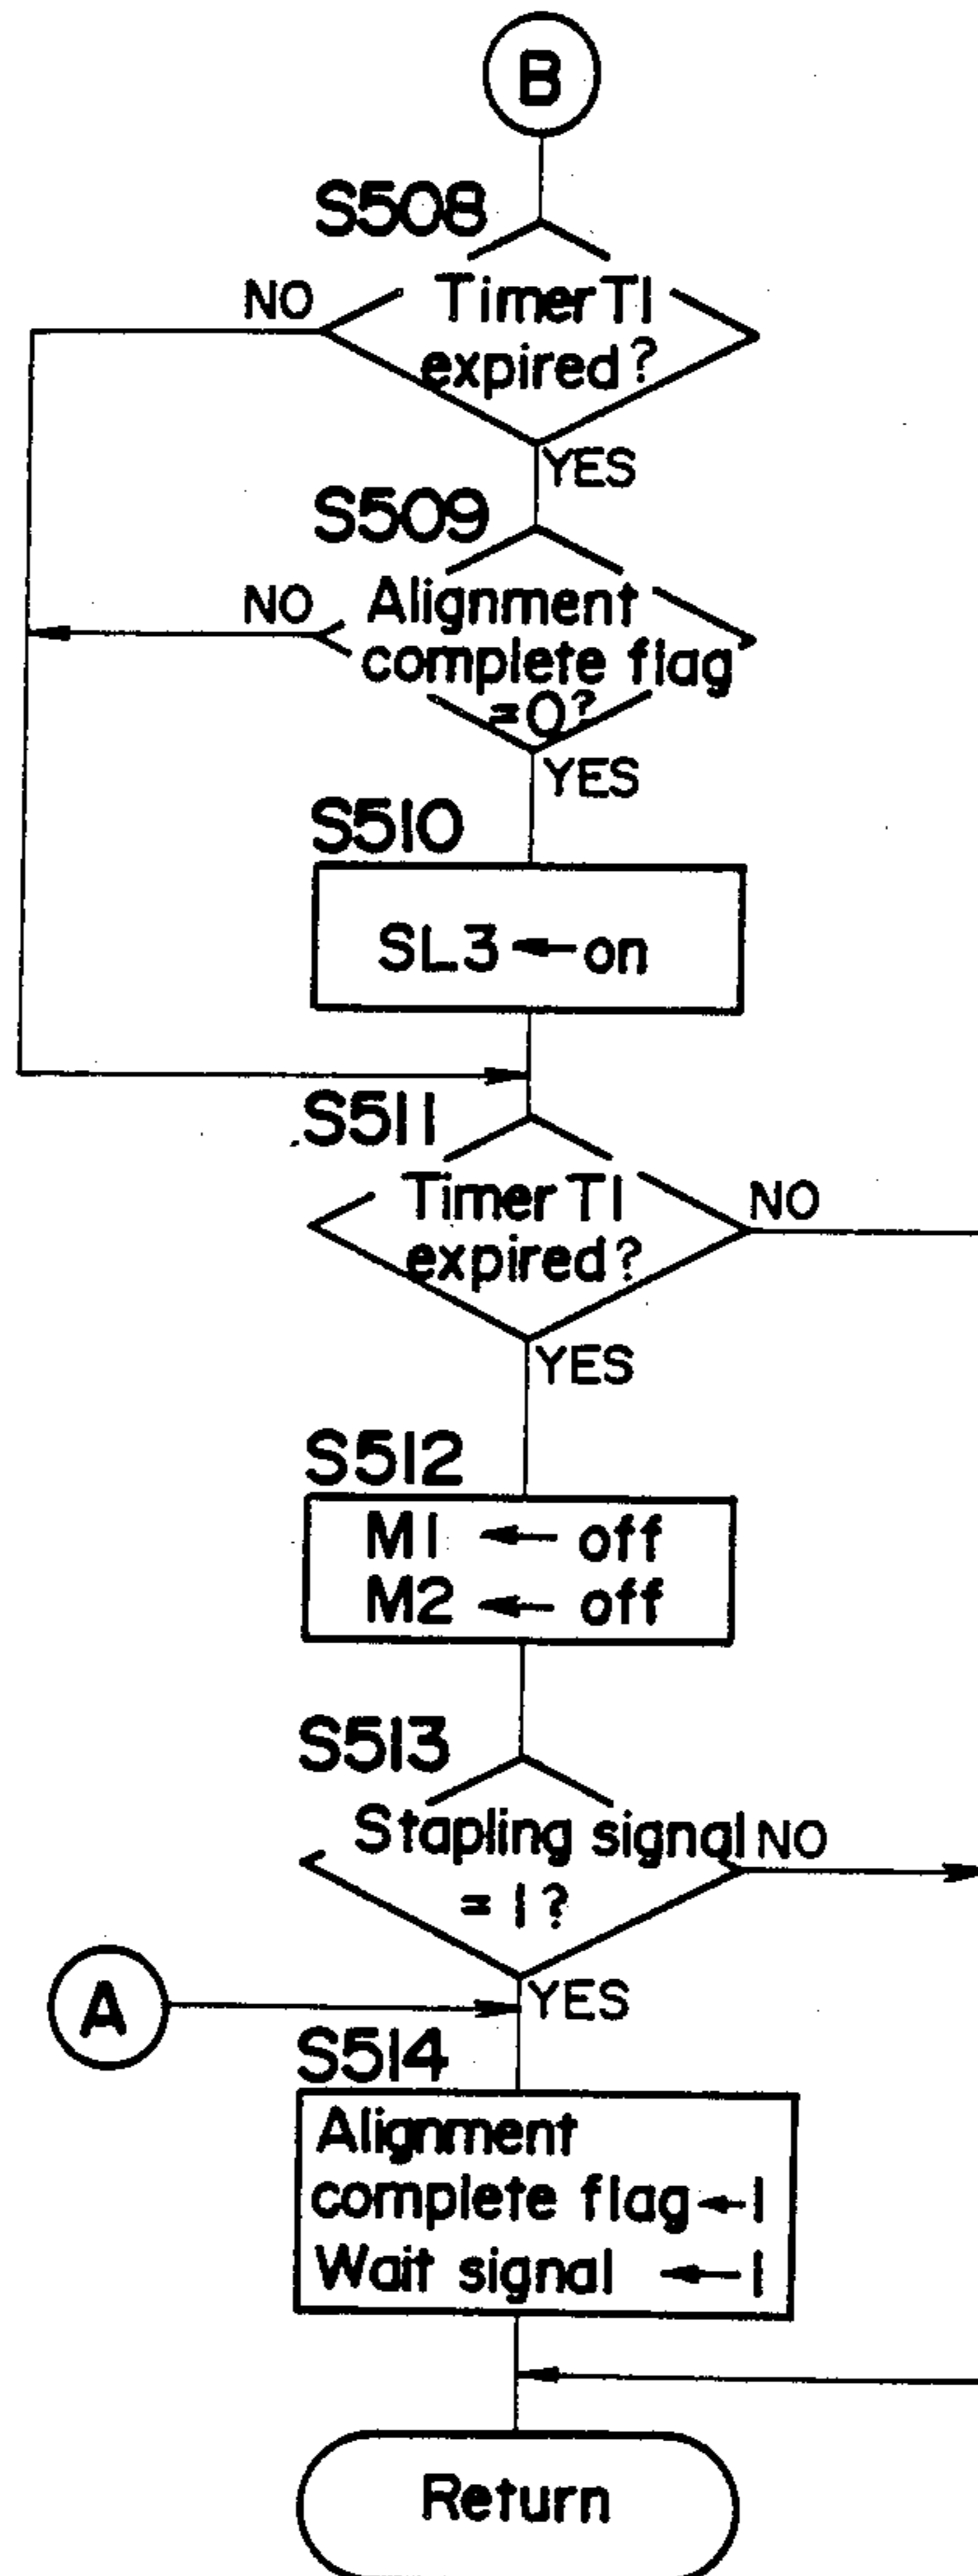 B
S508
NO
Timer T1
expired?
YES
S509
NO
Alignment
complete flag
=0?
YES
S510
SL3 ← on
S511
Timer T1
expired?
NO
YES
S512
M1 ← off
M2 ← off
S513
Stapling signal
= 1?
NO
A
YES
S514
Alignment
complete flag ← 1
Wait signal ← 1
Return